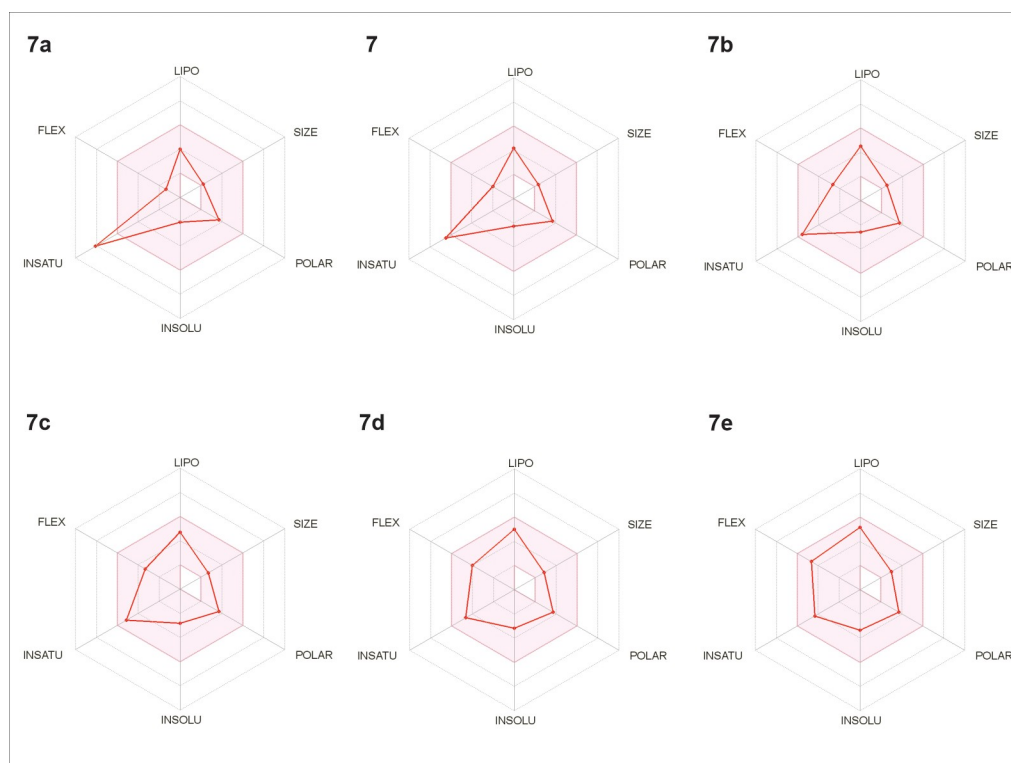 7a
LIPO
FLEX
SIZE
INSATU
POLAR
INSOLU
7
LIPO
FLEX
SIZE
INSATU
POLAR
INSOLU
7b
LIPO
FLEX
SIZE
INSATU
POLAR
INSOLU
7c
LIPO
FLEX
SIZE
INSATU
POLAR
INSOLU
7d
LIPO
FLEX
SIZE
INSATU
POLAR
INSOLU
7e
LIPO
FLEX
SIZE
INSATU
POLAR
INSOLU